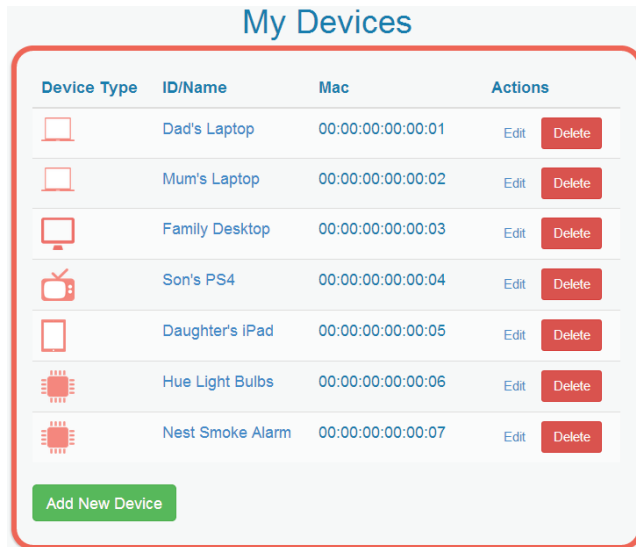 My Devices
Device Type ID/Name Mac Actions
Dad's Laptop 00:00:00:00:00:01 Edit Delete
Mum's Laptop 00:00:00:00:00:02 Edit Delete
Family Desktop 00:00:00:00:00:03 Edit Delete
Son's PS4 00:00:00:00:00:04 Edit Delete
Daughter's iPad 00:00:00:00:00:05 Edit Delete
Hue Light Bulbs 00:00:00:00:00:06 Edit Delete
Nest Smoke Alarm 00:00:00:00:00:07 Edit Delete
Add New Device